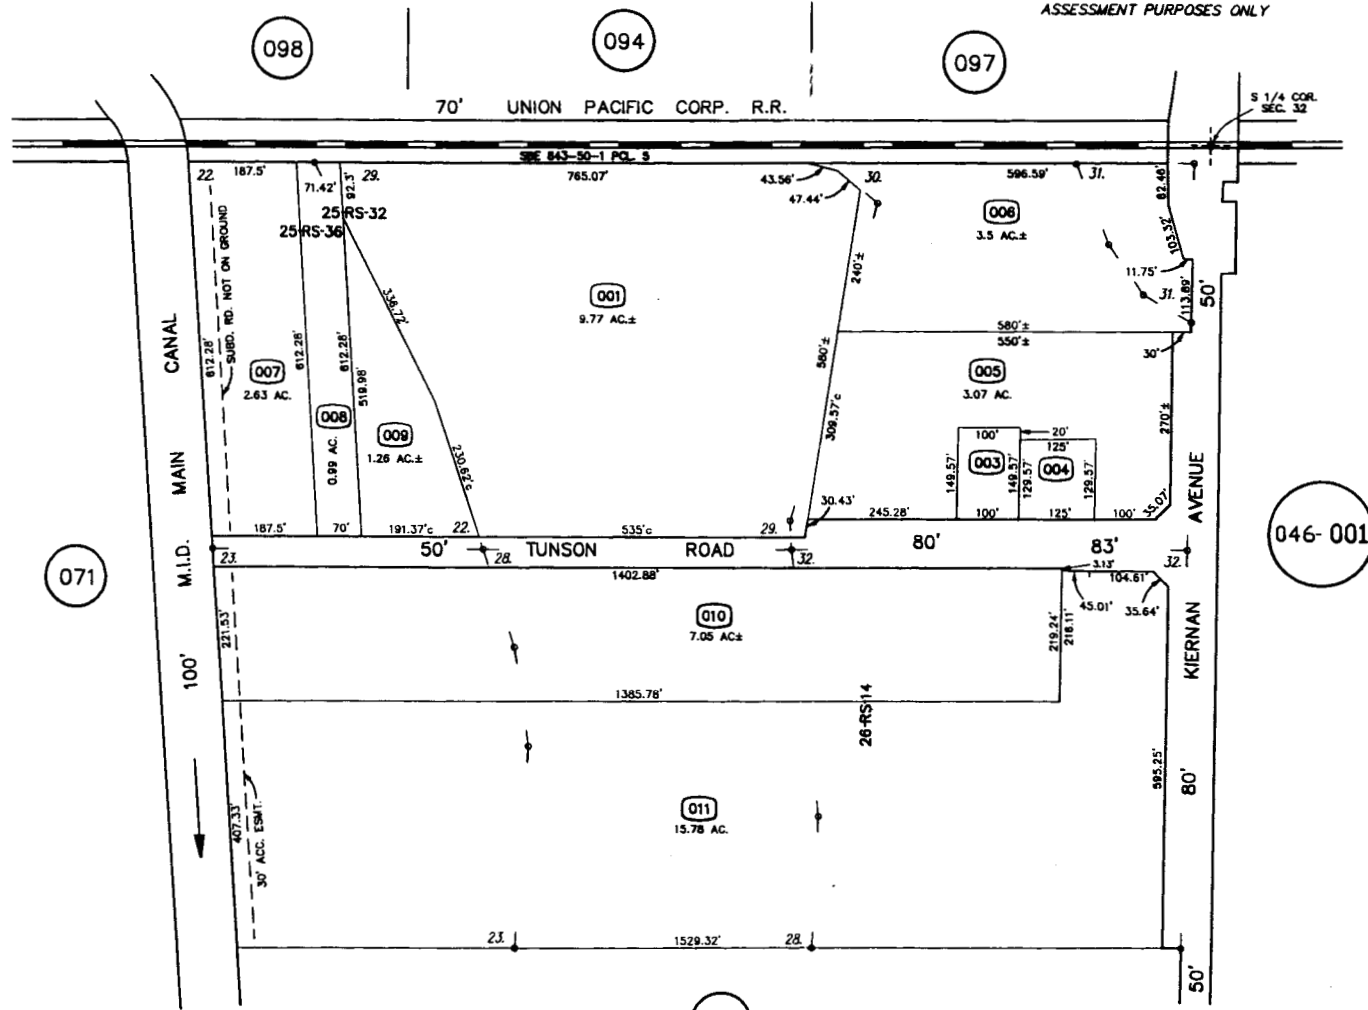 ASSESSMENT PURPOSES ONLY
098
094
097
70' UNION PACIFIC CORP. R.R.
S 1/4 COR.
SEC. 32
SBE 843-50-1 PCL. 5
22.
187.5'
71.42'
92.3'
29.
765.07'
43.56'
47.44'
30.
596.59'
31.
82.46'
25-RS-32
25-RS-36
006
3.5 AC.±
103.32'
11.75'
31.
113.89'
50'
SUBD. RD. NOT ON GROUND
240'±
001
9.77 AC.±
336.72'
580'±
550'±
30'
CANAL
612.28'
612.28'
612.28'
580'±
007
2.63 AC.
005
3.07 AC.
519.98'
008
0.99 AC.
009
1.26 AC.±
309.57'c
270'±
100'
20'
125'
003
004
149.57'
149.57'
129.57'
129.57'
230.62'c
MAIN
30.43'
35.07'
AVENUE
046-001
187.5'
70'
191.37'c
22.
535'c
29.
245.28'
100'
125'
100'
23.
50' TUNSON ROAD
28.
32.
80'
83'
32.
071
M.I.D.
1402.88'
3.13'
104.61'
45.01'
35.64'
010
7.05 AC±
221.53'
219.24'
218.11'
KIERNAN
100'
1385.78'
26-RS-14
595.25'
80'
011
15.78 AC.
407.33'
30' ACC. ESMT.
23.
1529.32'
28.
50'